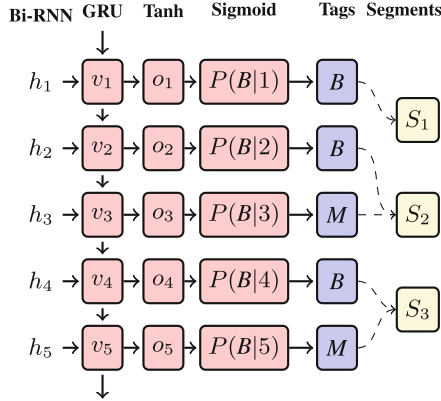 Bi-RNN GRU Tanh Sigmoid Tags Segments
h₁ v₁ o₁ P(B|1) B
S₁
h₂ v₂ o₂ P(B|2) B
h₃ v₃ o₃ P(B|3) M S₂
h₄ v₄ o₄ P(B|4) B
S₃
h₅ v₅ o₅ P(B|5) M